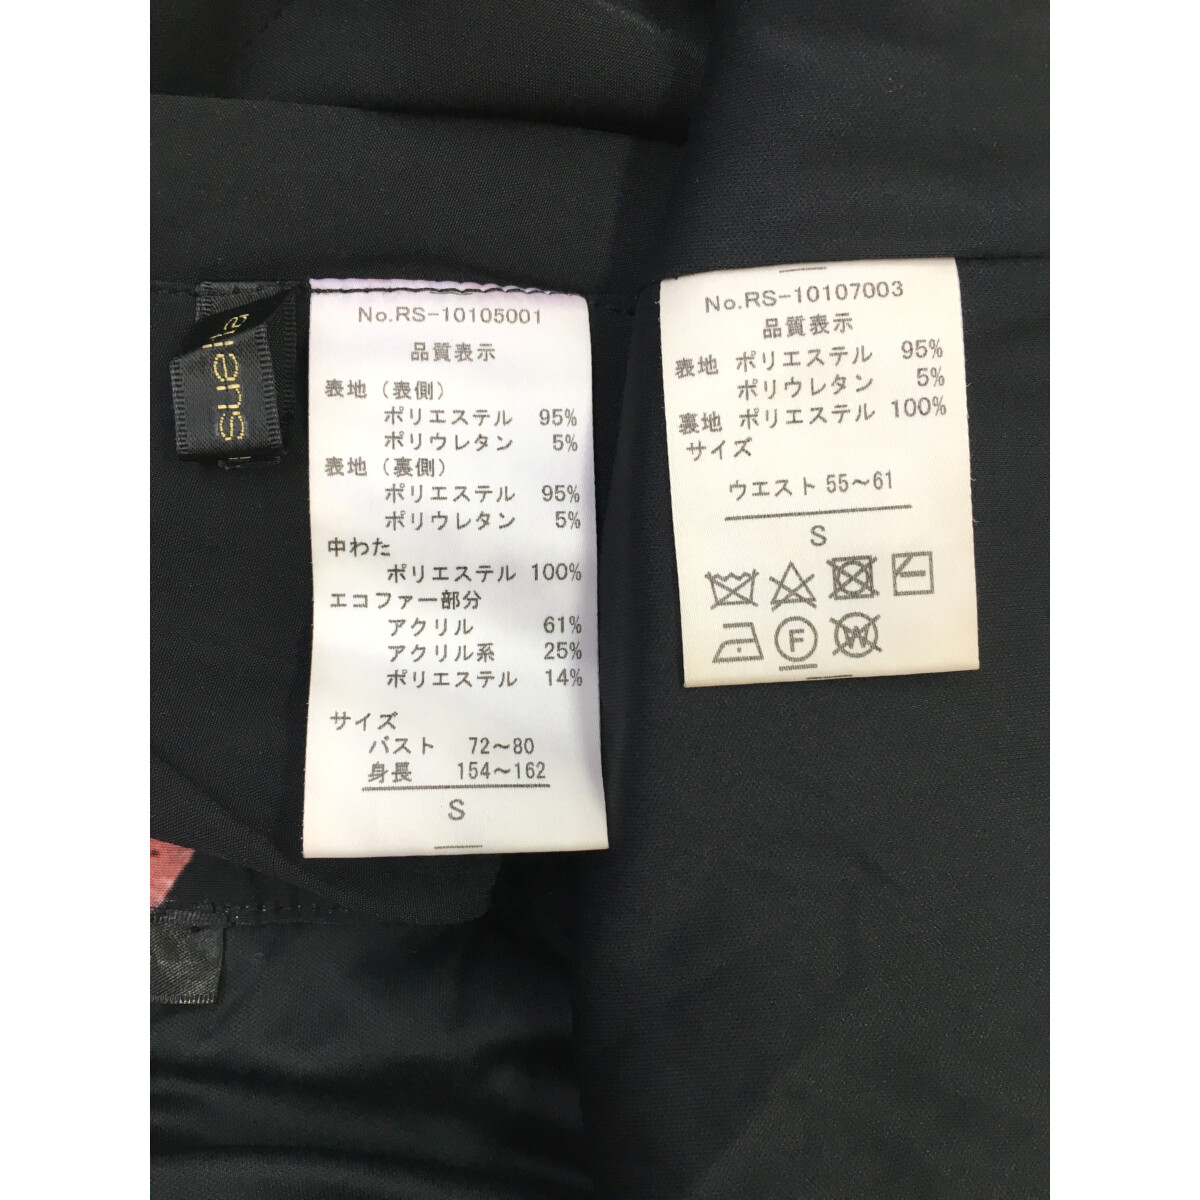 No.RS-10105001
品質表示
表地（表側）
ポリエステル 95%
ポリウレタン 5%
表地（裏側）
ポリエステル 95%
ポリウレタン 5%
中わた
ポリエステル 100%
エコファー部分
アクリル 61%
アクリル系 25%
ポリエステル 14%
サイズ
バスト 72～80
身長 154～162
S
No.RS-10107003
品質表示
表地 ポリエステル 95%
ポリウレタン 5%
裏地 ポリエステル 100%
サイズ
ウエスト 55～61
S
F
W